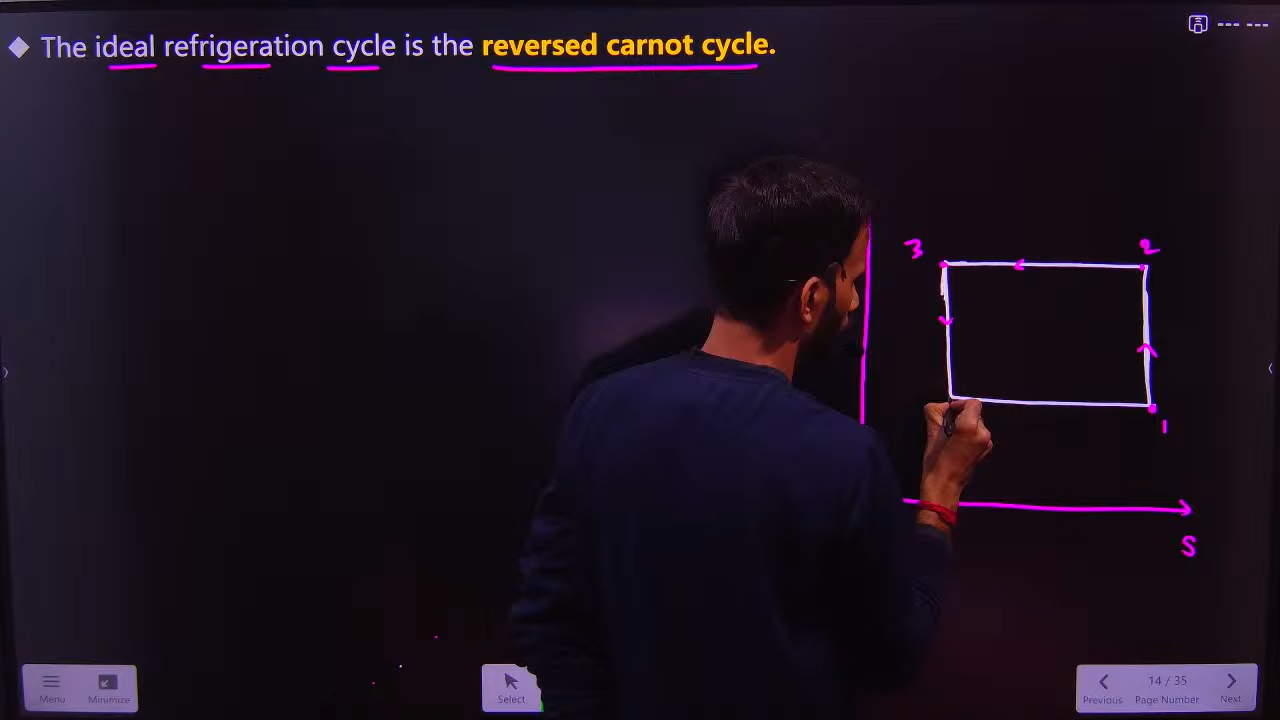 The ideal refrigeration cycle is the reversed carnot cycle.
3 2
1
S
Menu Minimize
Select
14 / 35
Previous Page Number Next